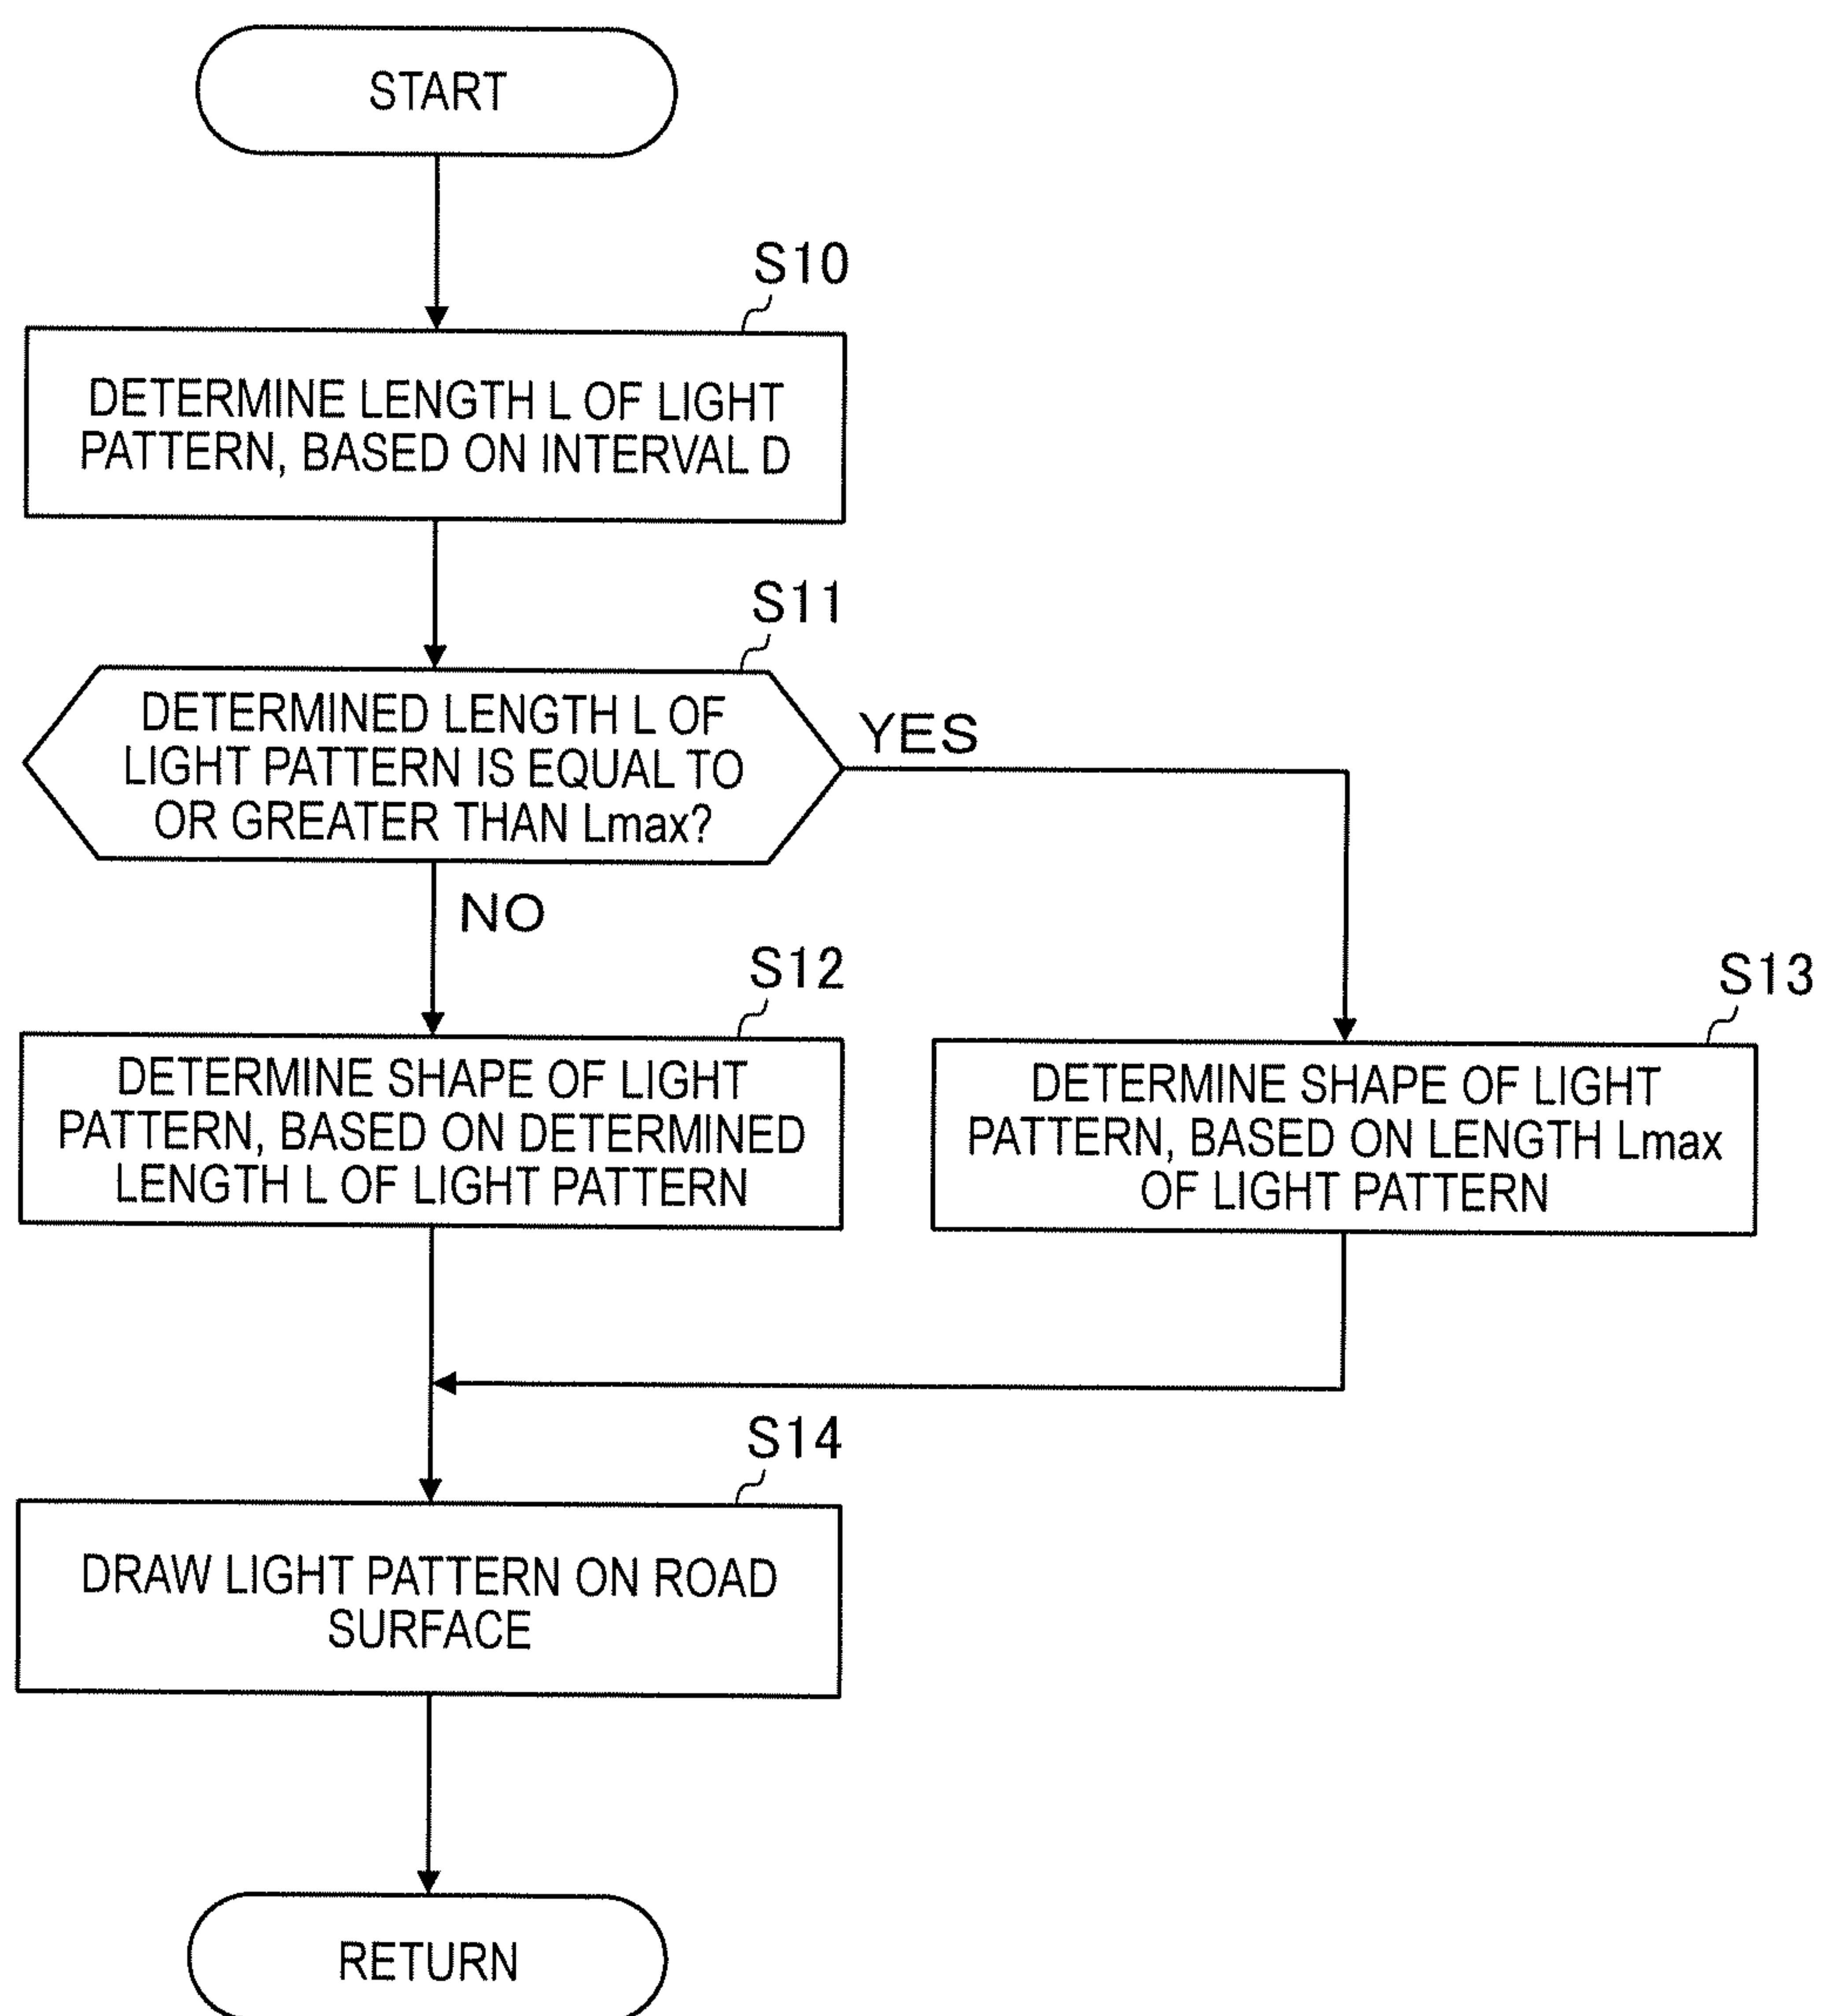 START
S10
DETERMINE LENGTH L OF LIGHT
PATTERN, BASED ON INTERVAL D
S11
DETERMINED LENGTH L OF
LIGHT PATTERN IS EQUAL TO
OR GREATER THAN Lmax?
YES
NO
S12
DETERMINE SHAPE OF LIGHT
PATTERN, BASED ON DETERMINED
LENGTH L OF LIGHT PATTERN
S13
DETERMINE SHAPE OF LIGHT
PATTERN, BASED ON LENGTH Lmax
OF LIGHT PATTERN
S14
DRAW LIGHT PATTERN ON ROAD
SURFACE
RETURN